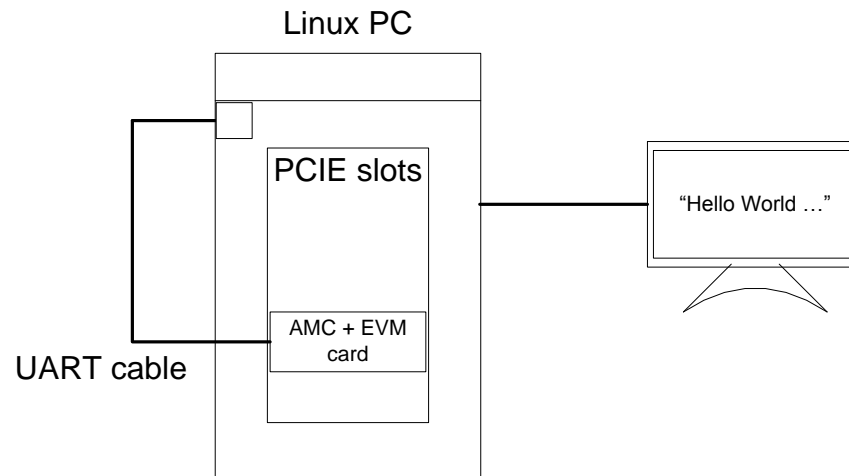 Linux PC
PCIE slots
“Hello World …”
AMC + EVM
card
UART cable